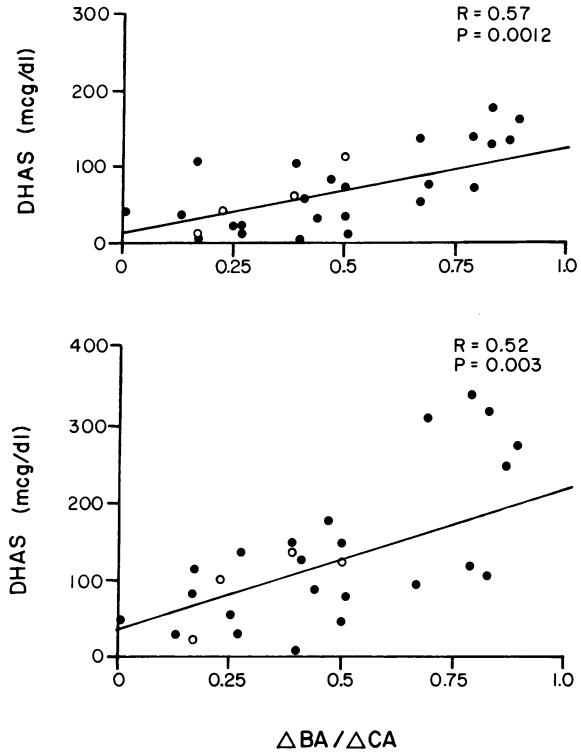 R = 0.57
P = 0.0012
300
200
100
0
DHAS (mcg/dl)
0 0.25 0.5 0.75 1.0
R = 0.52
P = 0.003
400
300
200
100
0
DHAS (mcg/dl)
0 0.25 0.5 0.75 1.0
△BA/△CA